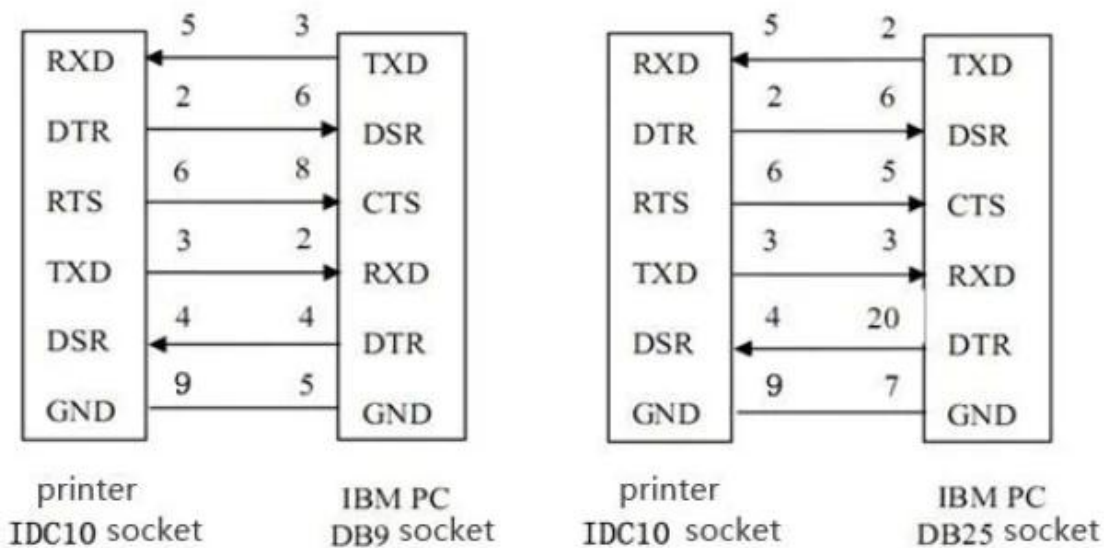 5 3
RXD TXD
2 6
DTR DSR
6 8
RTS CTS
3 2
TXD RXD
4 4
DSR DTR
9 5
GND GND
printer
IDC10 socket
IBM PC
DB9 socket
5 2
RXD TXD
2 6
DTR DSR
6 5
RTS CTS
3 3
TXD RXD
4 20
DSR DTR
9 7
GND GND
printer
IDC10 socket
IBM PC
DB25 socket